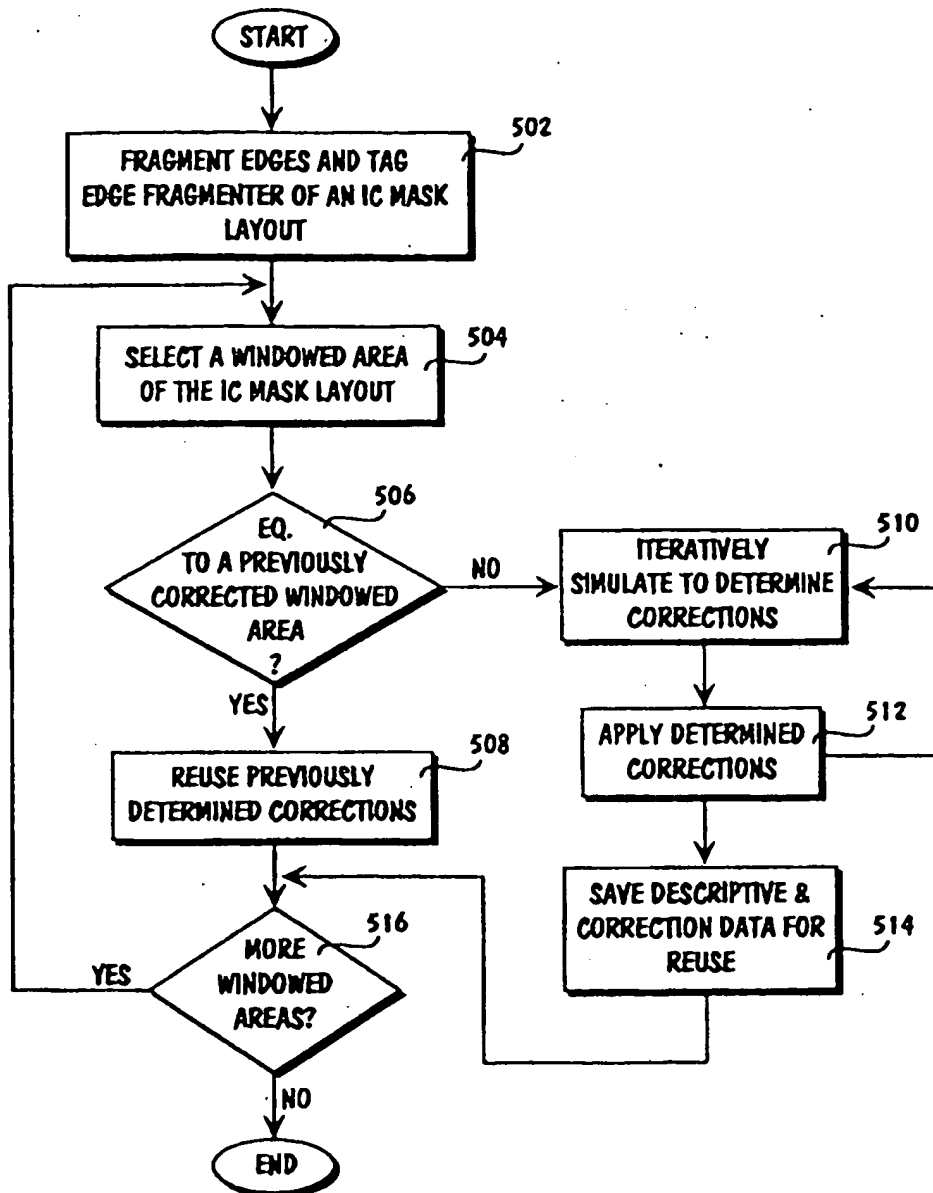 START
502
FRAGMENT EDGES AND TAG
EDGE FRAGMENTER OF AN IC MASK
LAYOUT
504
SELECT A WINDOWED AREA
OF THE IC MASK LAYOUT
506
EQ.
TO A PREVIOUSLY
CORRECTED WINDOWED
AREA
?
NO
YES
510
ITERATIVELY
SIMULATE TO DETERMINE
CORRECTIONS
512
APPLY DETERMINED
CORRECTIONS
508
REUSE PREVIOUSLY
DETERMINED CORRECTIONS
514
SAVE DESCRIPTIVE &
CORRECTION DATA FOR
REUSE
516
MORE
WINDOWED
AREAS?
YES
NO
END